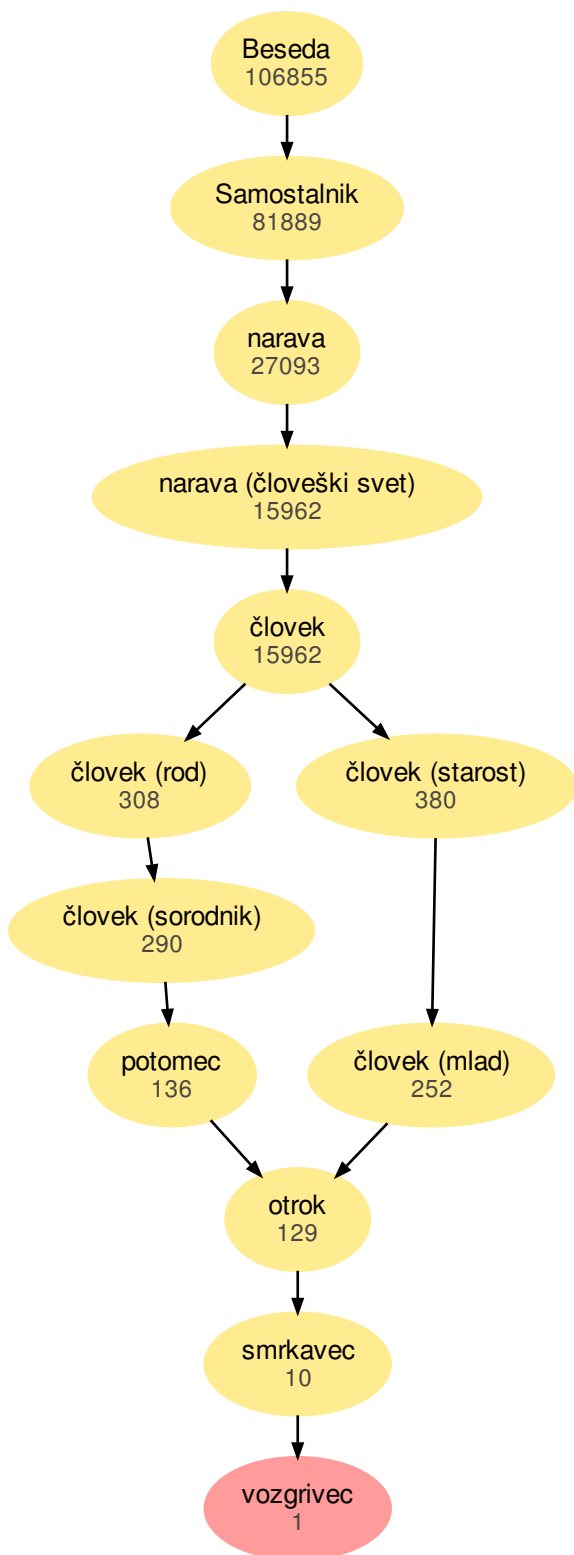 Beseda
106855
Samostalnik
81889
narava
27093
narava (človeški svet)
15962
človek
15962
človek (rod)
308
človek (starost)
380
človek (sorodnik)
290
potomec
136
človek (mlad)
252
otrok
129
smrkavec
10
vozgrivec
1